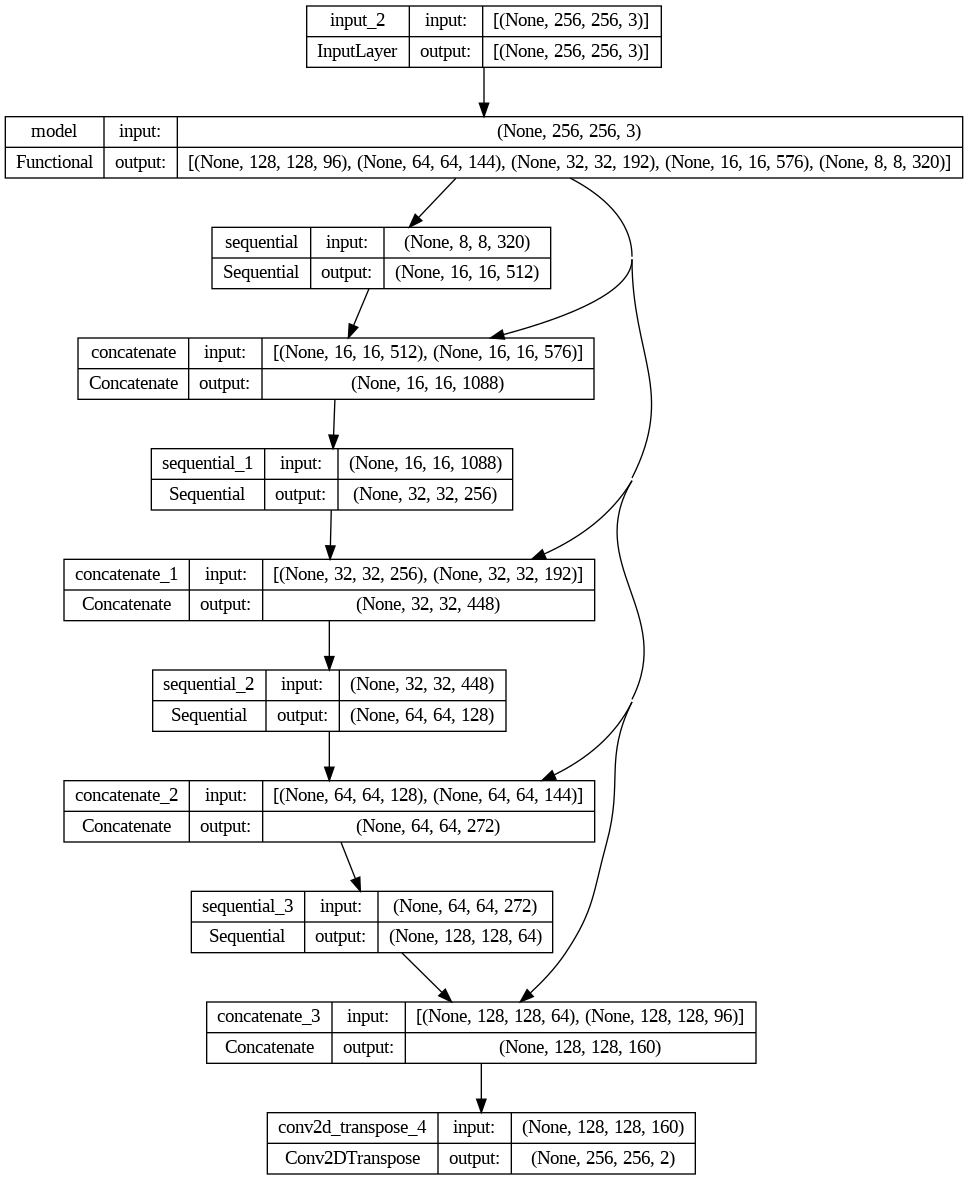 input_2 input: [(None, 256, 256, 3)]
InputLayer output: [(None, 256, 256, 3)]
model input: (None, 256, 256, 3)
Functional output: [(None, 128, 128, 96), (None, 64, 64, 144), (None, 32, 32, 192), (None, 16, 16, 576), (None, 8, 8, 320)]
sequential input: (None, 8, 8, 320)
Sequential output: (None, 16, 16, 512)
concatenate input: [(None, 16, 16, 512), (None, 16, 16, 576)]
Concatenate output: (None, 16, 16, 1088)
sequential_1 input: (None, 16, 16, 1088)
Sequential output: (None, 32, 32, 256)
concatenate_1 input: [(None, 32, 32, 256), (None, 32, 32, 192)]
Concatenate output: (None, 32, 32, 448)
sequential_2 input: (None, 32, 32, 448)
Sequential output: (None, 64, 64, 128)
concatenate_2 input: [(None, 64, 64, 128), (None, 64, 64, 144)]
Concatenate output: (None, 64, 64, 272)
sequential_3 input: (None, 64, 64, 272)
Sequential output: (None, 128, 128, 64)
concatenate_3 input: [(None, 128, 128, 64), (None, 128, 128, 96)]
Concatenate output: (None, 128, 128, 160)
conv2d_transpose_4 input: (None, 128, 128, 160)
Conv2DTranspose output: (None, 256, 256, 2)